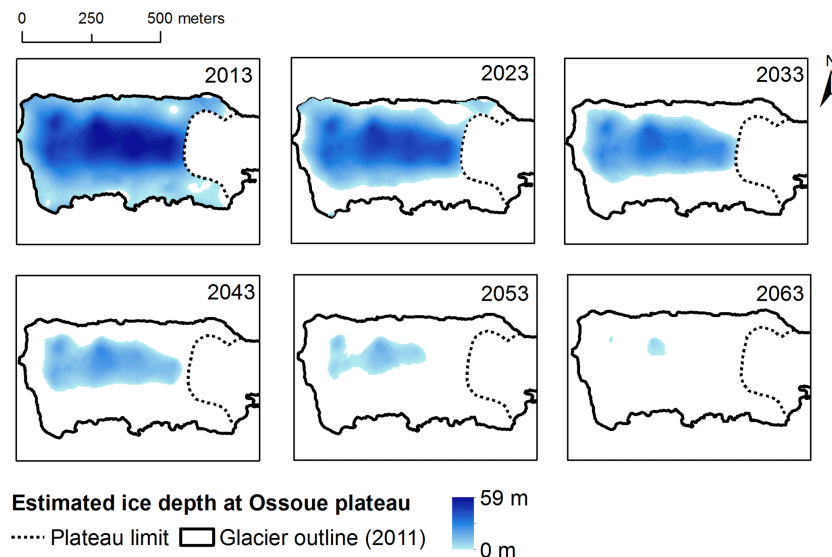 0 250 500 meters
N
2013 2023 2033
2043 2053 2063
Estimated ice depth at Ossoue plateau
Plateau limit Glacier outline (2011)
59 m
0 m